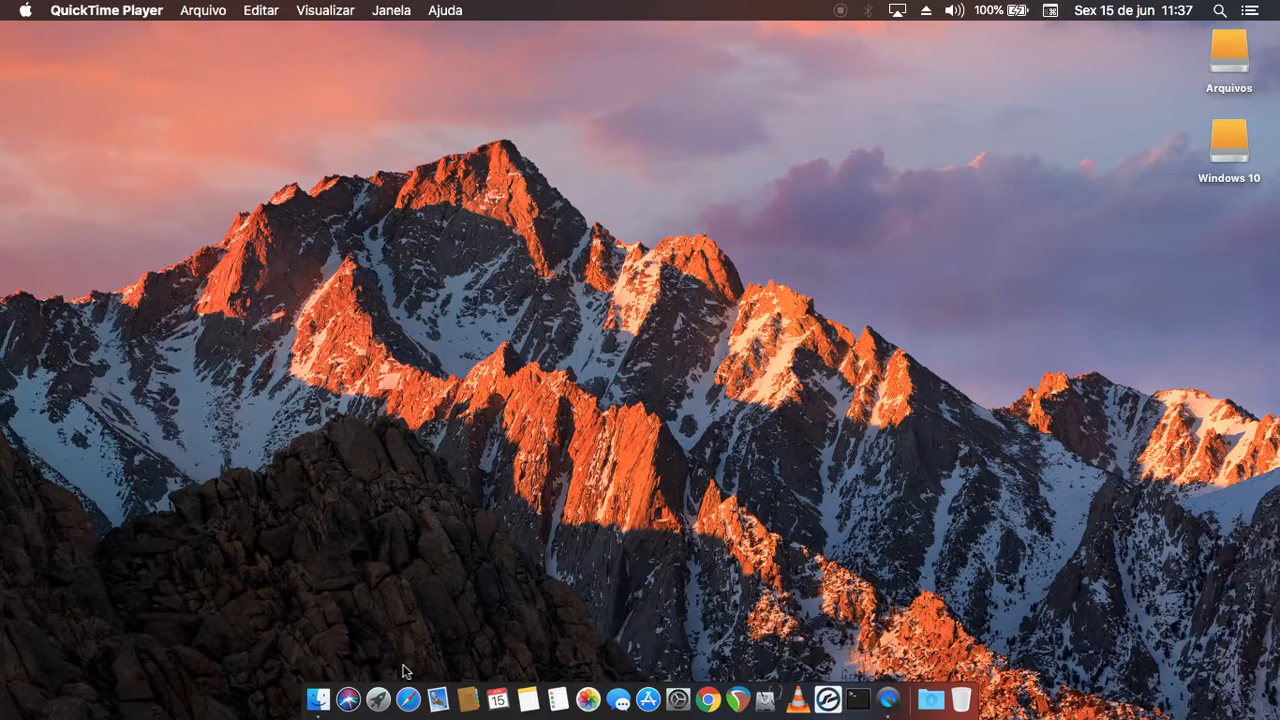 QuickTime Player Arquivo Editar Visualizar Janela Ajuda 100% Sex 15 de jun 11:37
Arquivos
Windows 10
15